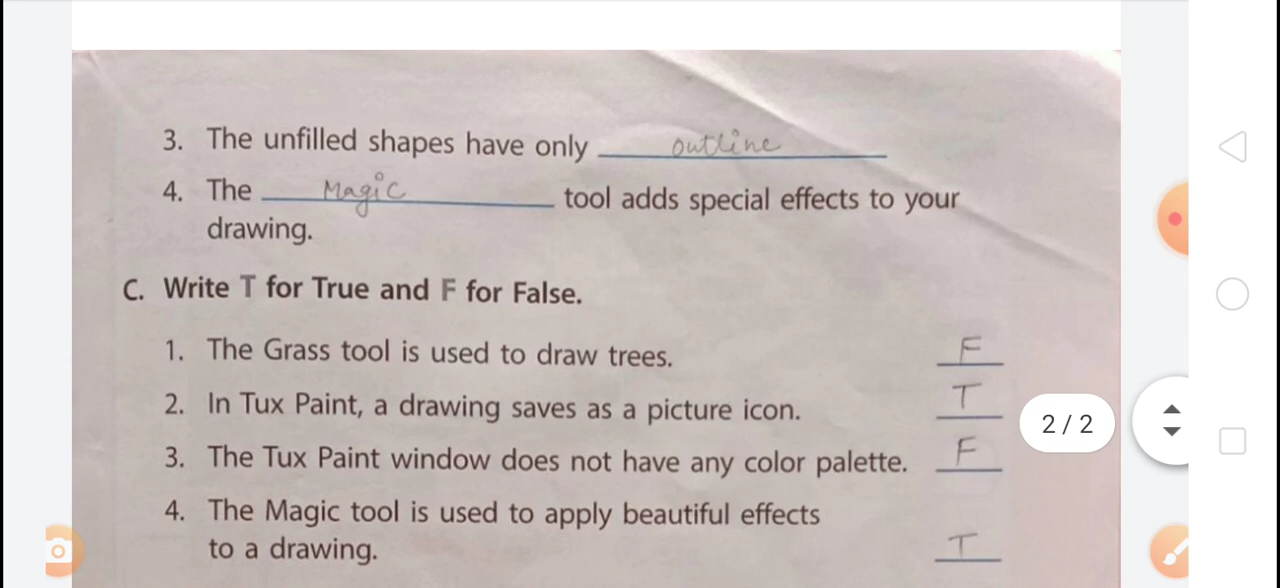 3. The unfilled shapes have only outline
4. The Magic tool adds special effects to your
drawing.
C. Write T for True and F for False.
1. The Grass tool is used to draw trees. F
2. In Tux Paint, a drawing saves as a picture icon. T
3. The Tux Paint window does not have any color palette. F
4. The Magic tool is used to apply beautiful effects
to a drawing. T
2 / 2